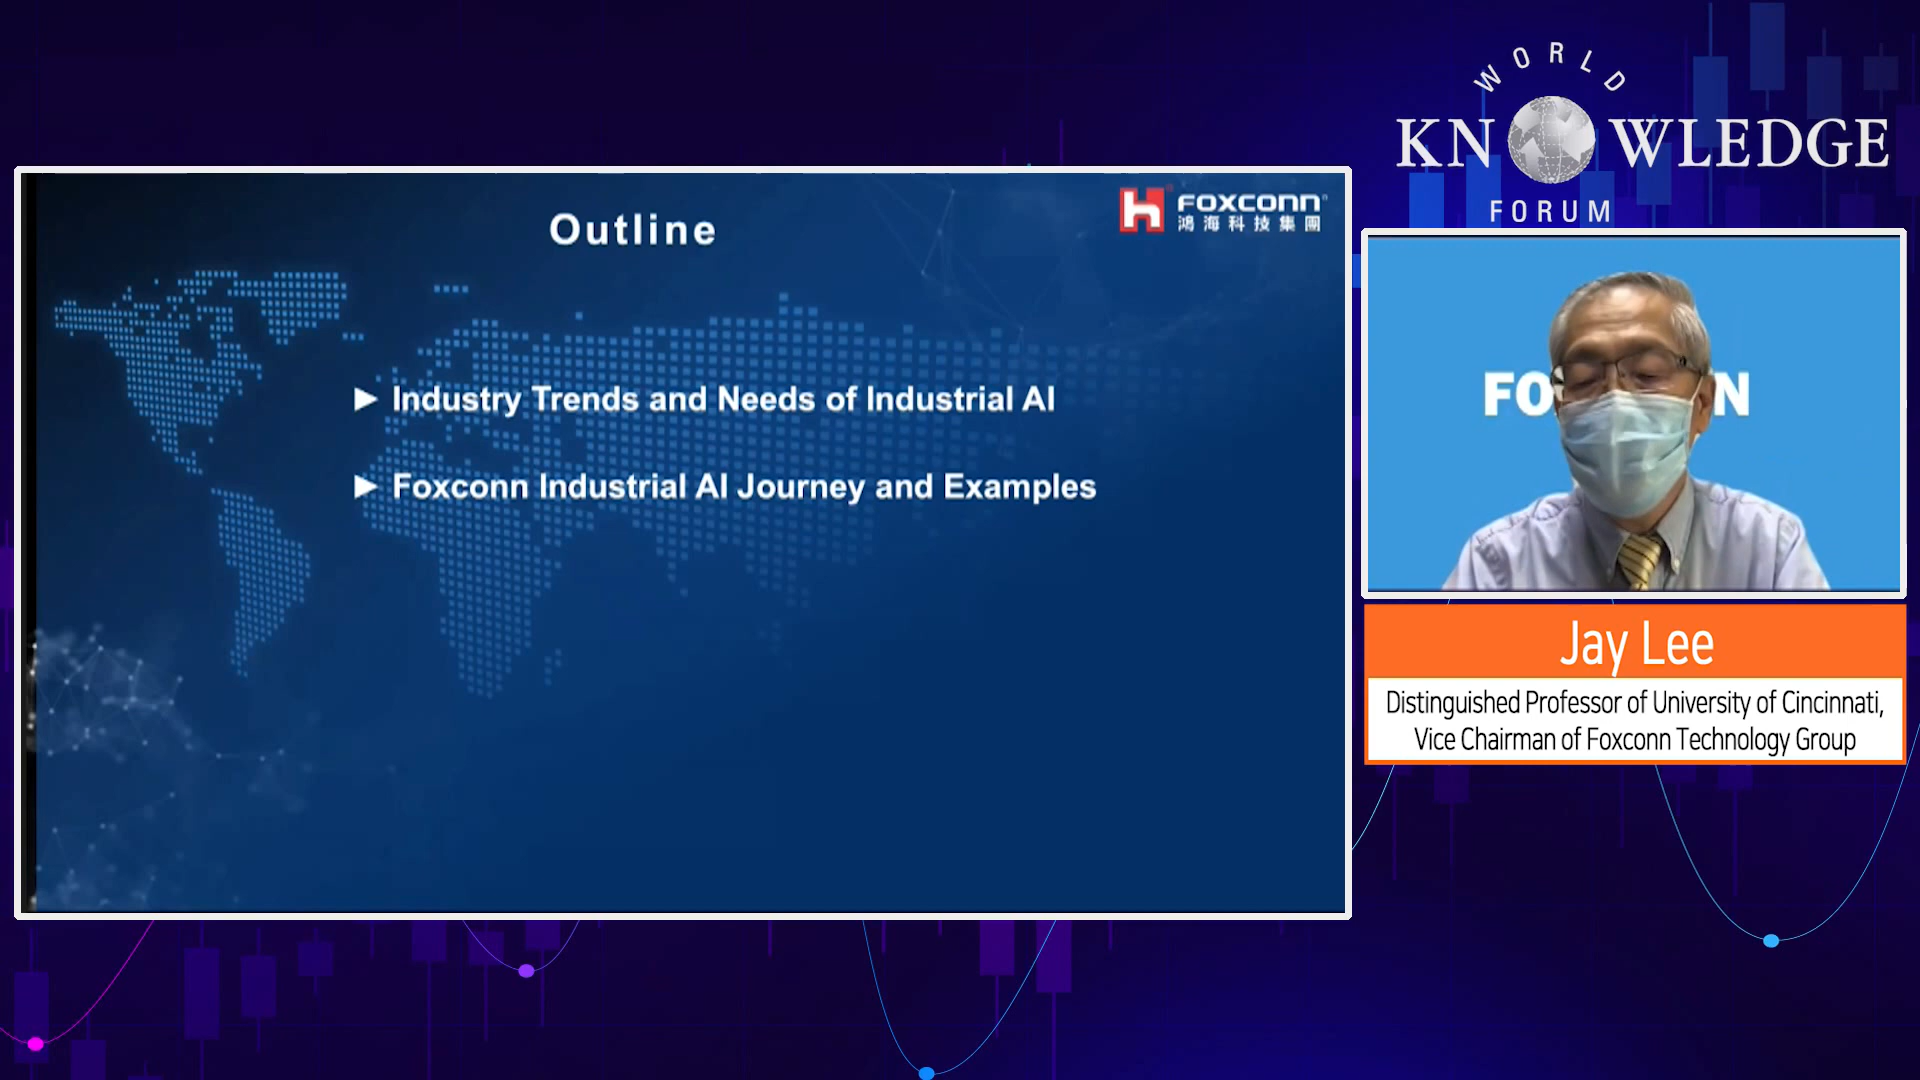 Outline
FOXCONN®
鴻海科技集團
► Industry Trends and Needs of Industrial AI
► Foxconn Industrial AI Journey and Examples
WORLD
KNOWLEDGE
FORUM
FO N
Jay Lee
Distinguished Professor of University of Cincinnati,
Vice Chairman of Foxconn Technology Group